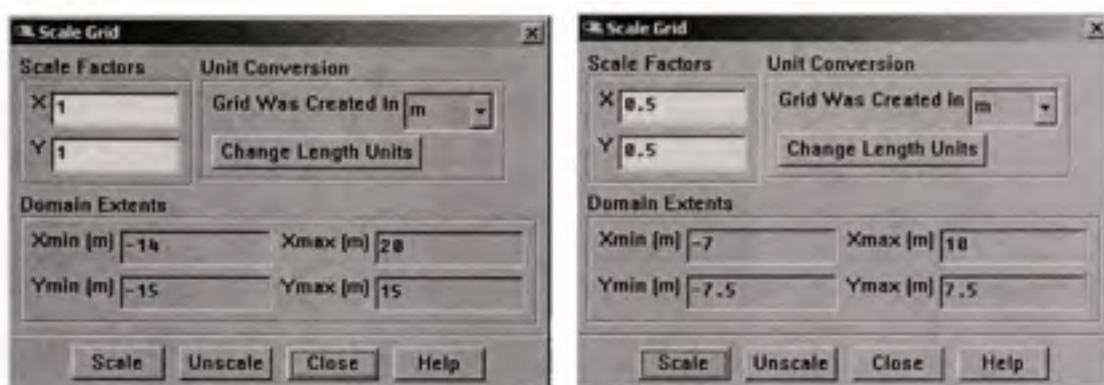 Scale Grid
Scale Factors Unit Conversion
X 1 Grid Was Created In m
Y 1 Change Length Units
Domain Extents
Xmin (m) -14 Xmax (m) 20
Ymin (m) -15 Ymax (m) 15
Scale Unscale Close Help
Scale Grid
Scale Factors Unit Conversion
X 0.5 Grid Was Created In m
Y 0.5 Change Length Units
Domain Extents
Xmin (m) -7 Xmax (m) 10
Ymin (m) -7.5 Ymax (m) 7.5
Scale Unscale Close Help